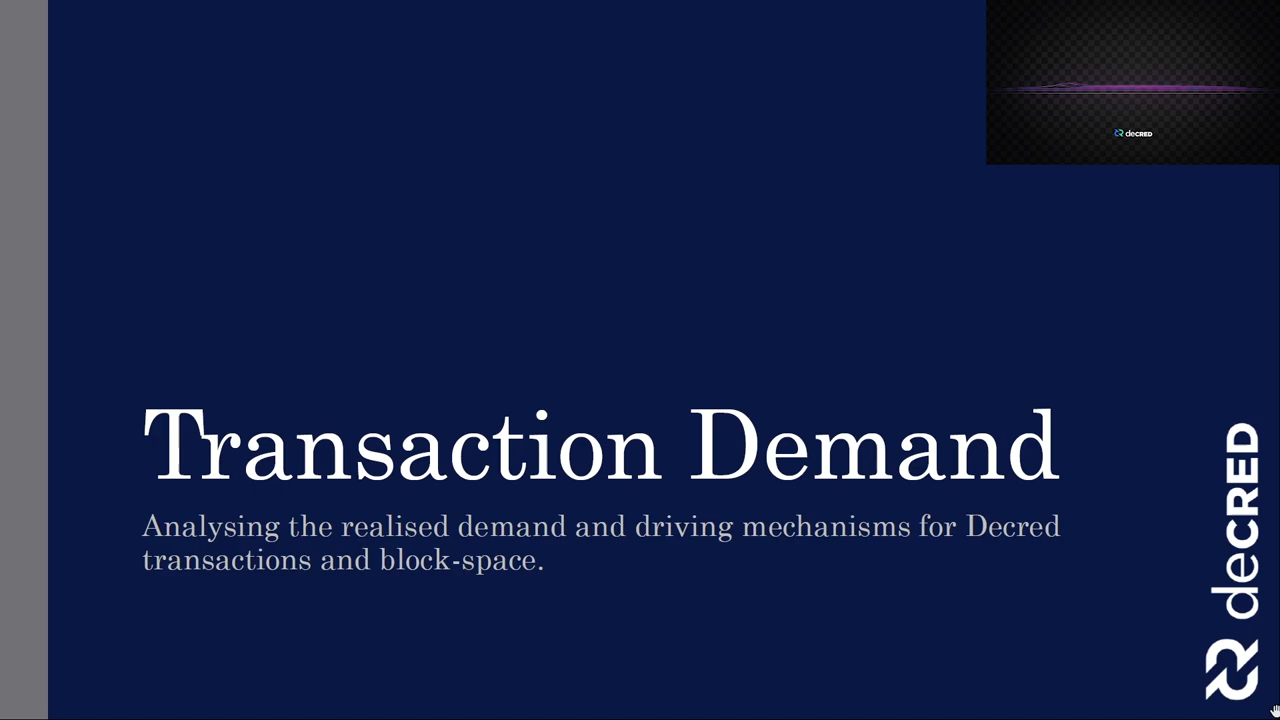 decRED
Transaction Demand
Analysing the realised demand and driving mechanisms for Decred
transactions and block-space.
decRED